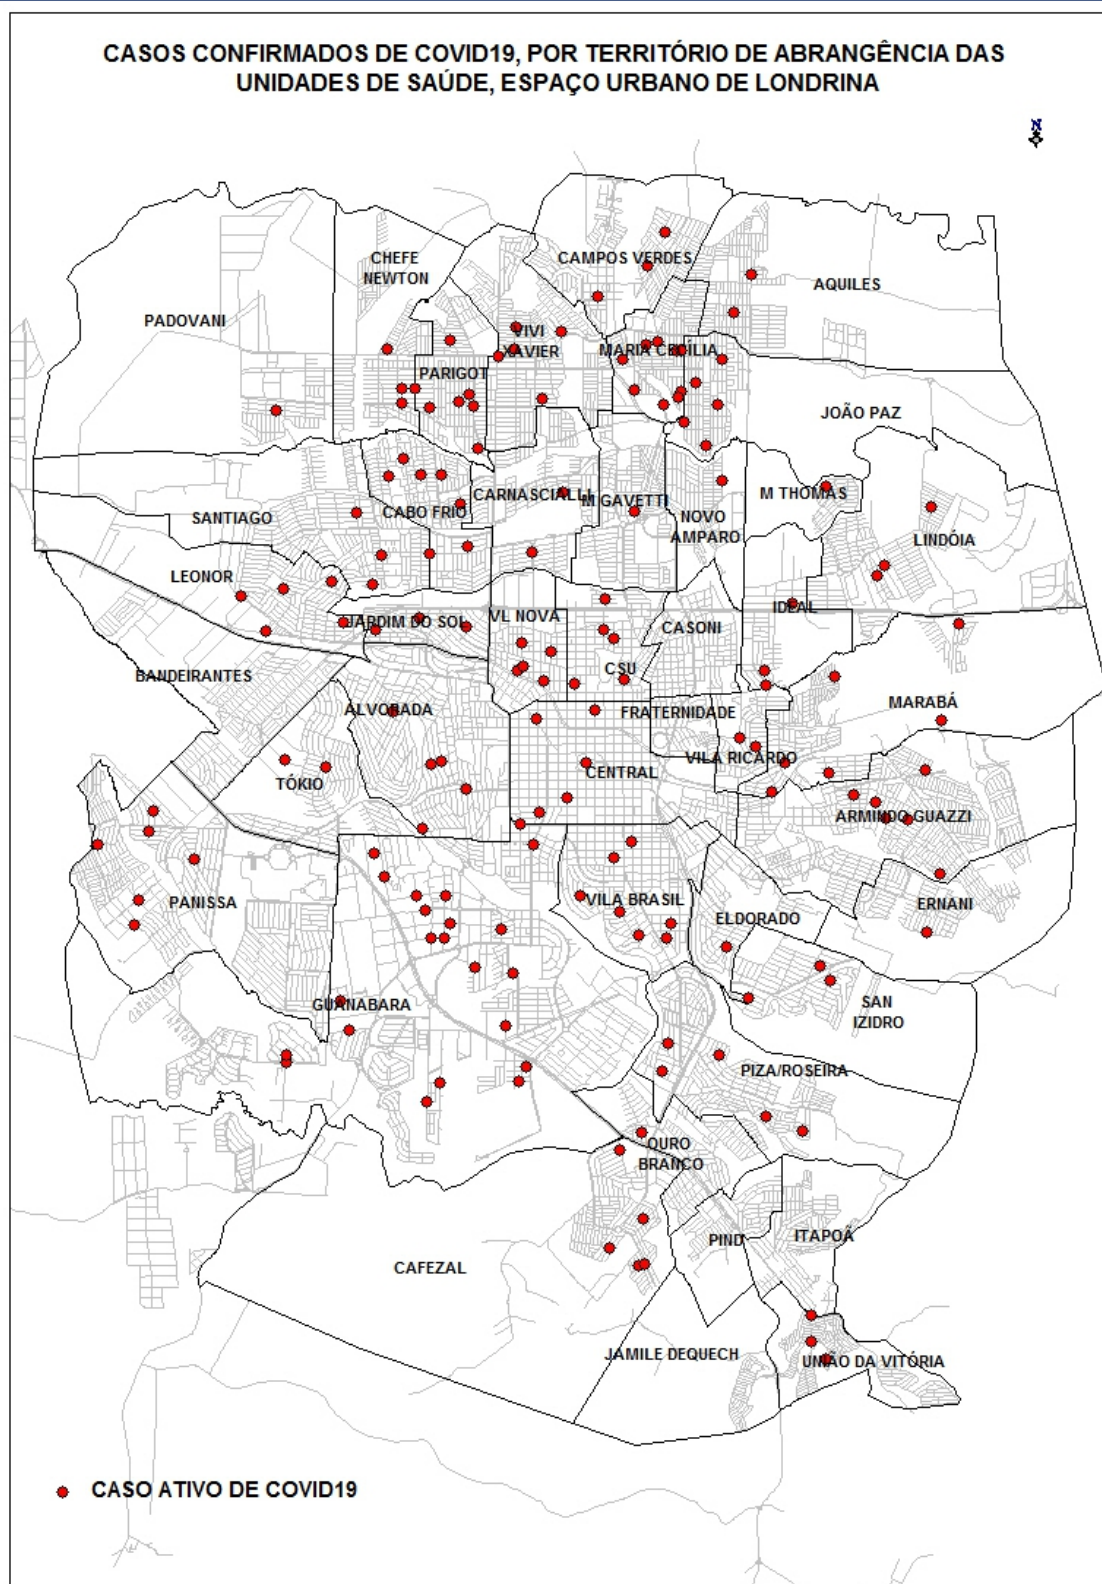 CASOS CONFIRMADOS DE COVID19, POR TERRITÓRIO DE ABRANGÊNCIA DAS
UNIDADES DE SAÚDE, ESPAÇO URBANO DE LONDRINA
N
CAMPOS VERDES
CHEFE
NEWTON
AQUILES
PADOVANI
VIVI
XAVIER
MARIA CECÍLIA
PARIGOT
JOÃO PAZ
CARNASCIALLI
M GAVETTI
M THOMAS
SANTIAGO
CABO FRIO
NOVO
AMPARO
LINDÓIA
LEONOR
IDEAL
JARDIM DO SOL
VL NOVA
CASONI
CSU
BANDEIRANTES
ALVORADA
FRATERNIDADE
MARABÁ
VILA RICARDO
CENTRAL
TÓKIO
ARMINDO GUAZZI
PANISSA
VILA BRASIL
ELDORADO
ERNANI
GUANABARA
SAN
IZIDRO
PIZA/ROSEIRA
OURO
BRANCO
PIND
ITAPOÃ
CAFEZAL
JAMILE DEQUECH
UNIÃO DA VITÓRIA
CASO ATIVO DE COVID19